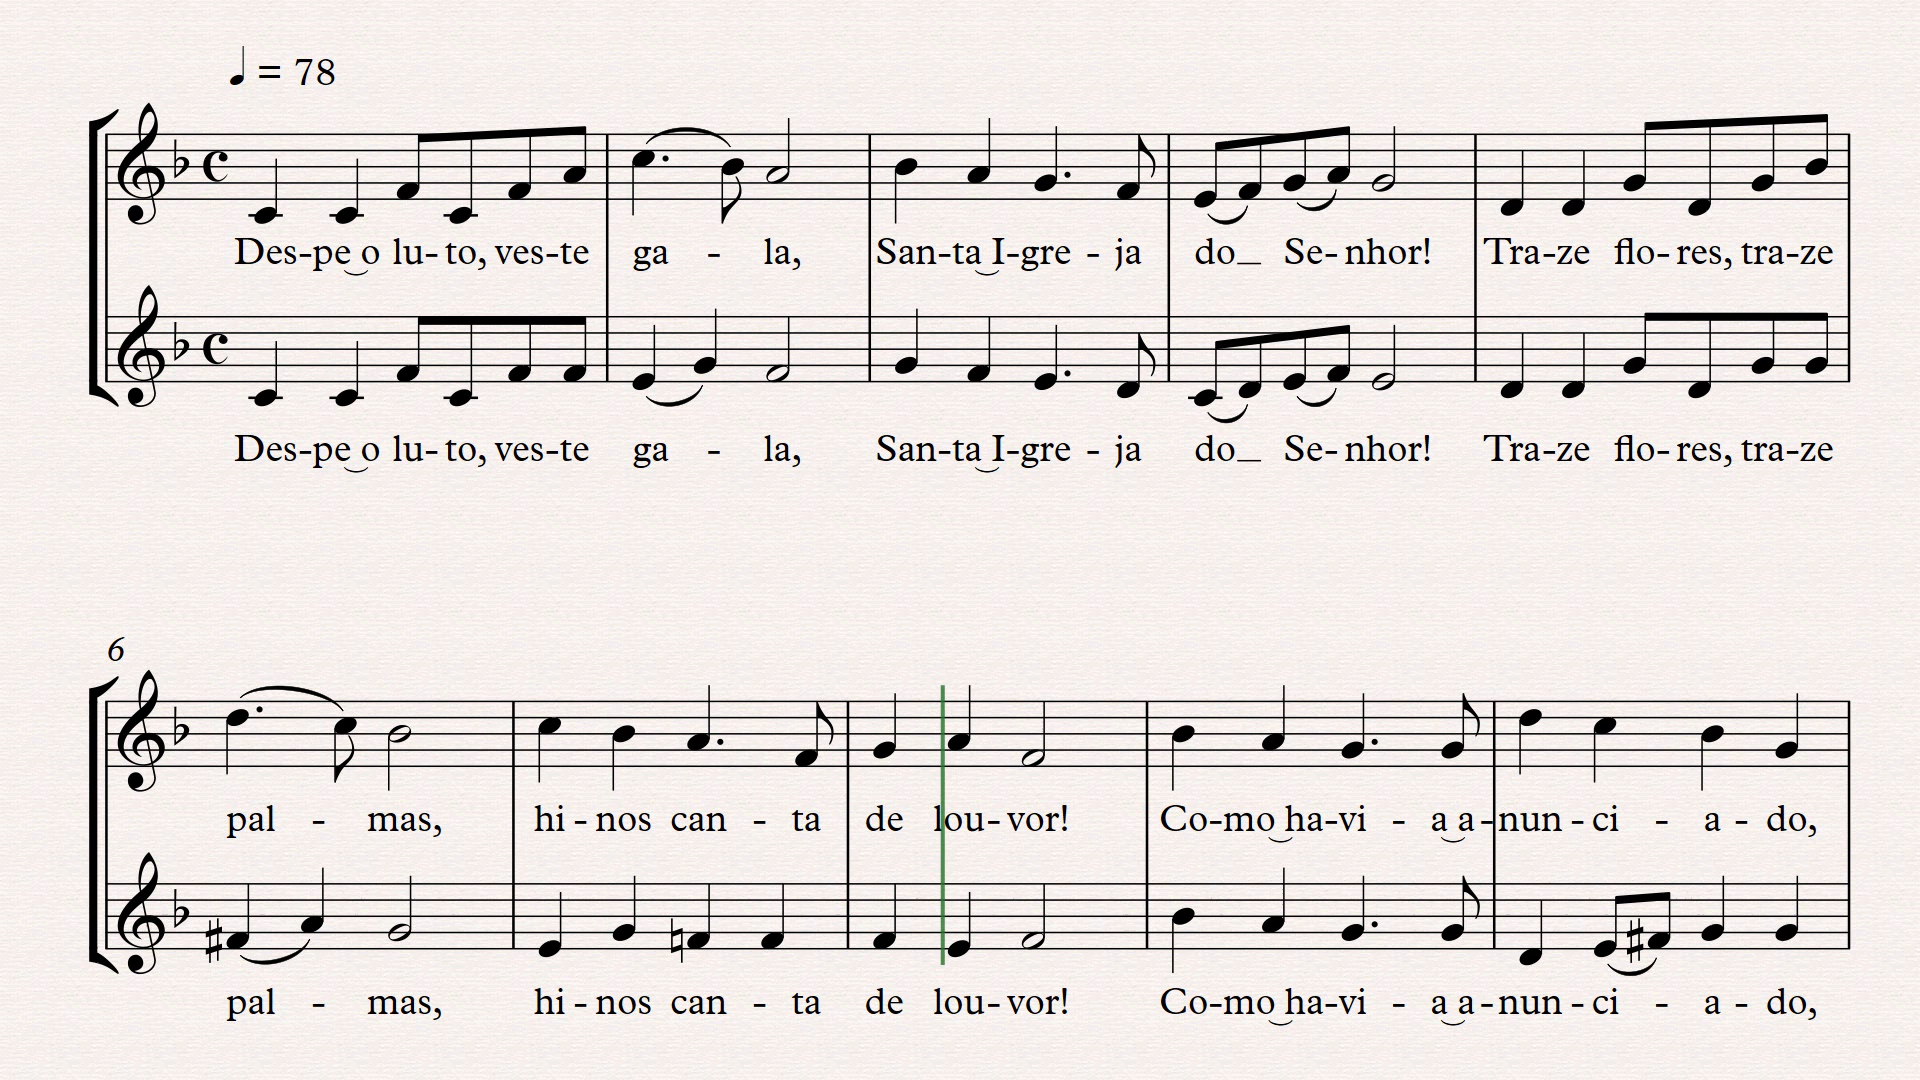 = 78
Des-pe o lu-to, ves-te ga - la, San-ta I-gre - ja do_ Se-nhor! Tra-ze flo-res, tra-ze
Des-pe o lu-to, ves-te ga - la, San-ta I-gre - ja do_ Se-nhor! Tra-ze flo-res, tra-ze
6
pal - mas, hi-nos can - ta de lou-vor! Co-mo ha-vi - a a-nun-ci - a - do,
pal - mas, hi-nos can - ta de lou-vor! Co-mo ha-vi - a a-nun-ci - a - do,